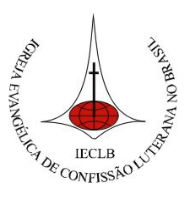 IGREJA EVANGÉLICA DE CONFISSÃO LUTERANA NO BRASIL
IECLB